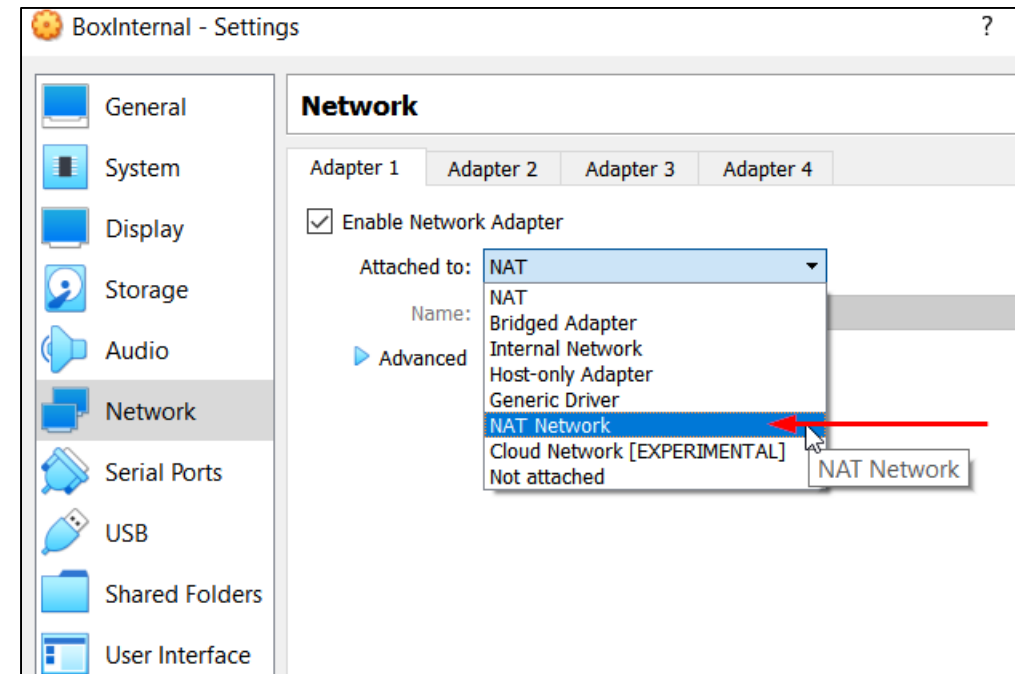 BoxInternal - Settings ?
General
System
Display
Storage
Audio
Network
Serial Ports
USB
Shared Folders
User Interface
Network
Adapter 1 Adapter 2 Adapter 3 Adapter 4
Enable Network Adapter
Attached to: NAT
Name:
Advanced
NAT
Bridged Adapter
Internal Network
Host-only Adapter
Generic Driver
NAT Network
Cloud Network [EXPERIMENTAL]
Not attached
NAT Network